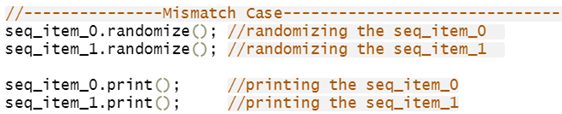 //---------------Mismatch Case------------------------------
seq_item_0.randomize(); //randomizing the seq_item_0
seq_item_1.randomize(); //randomizing the seq_item_1
seq_item_0.print();     //printing the seq_item_0
seq_item_1.print();     //printing the seq_item_1